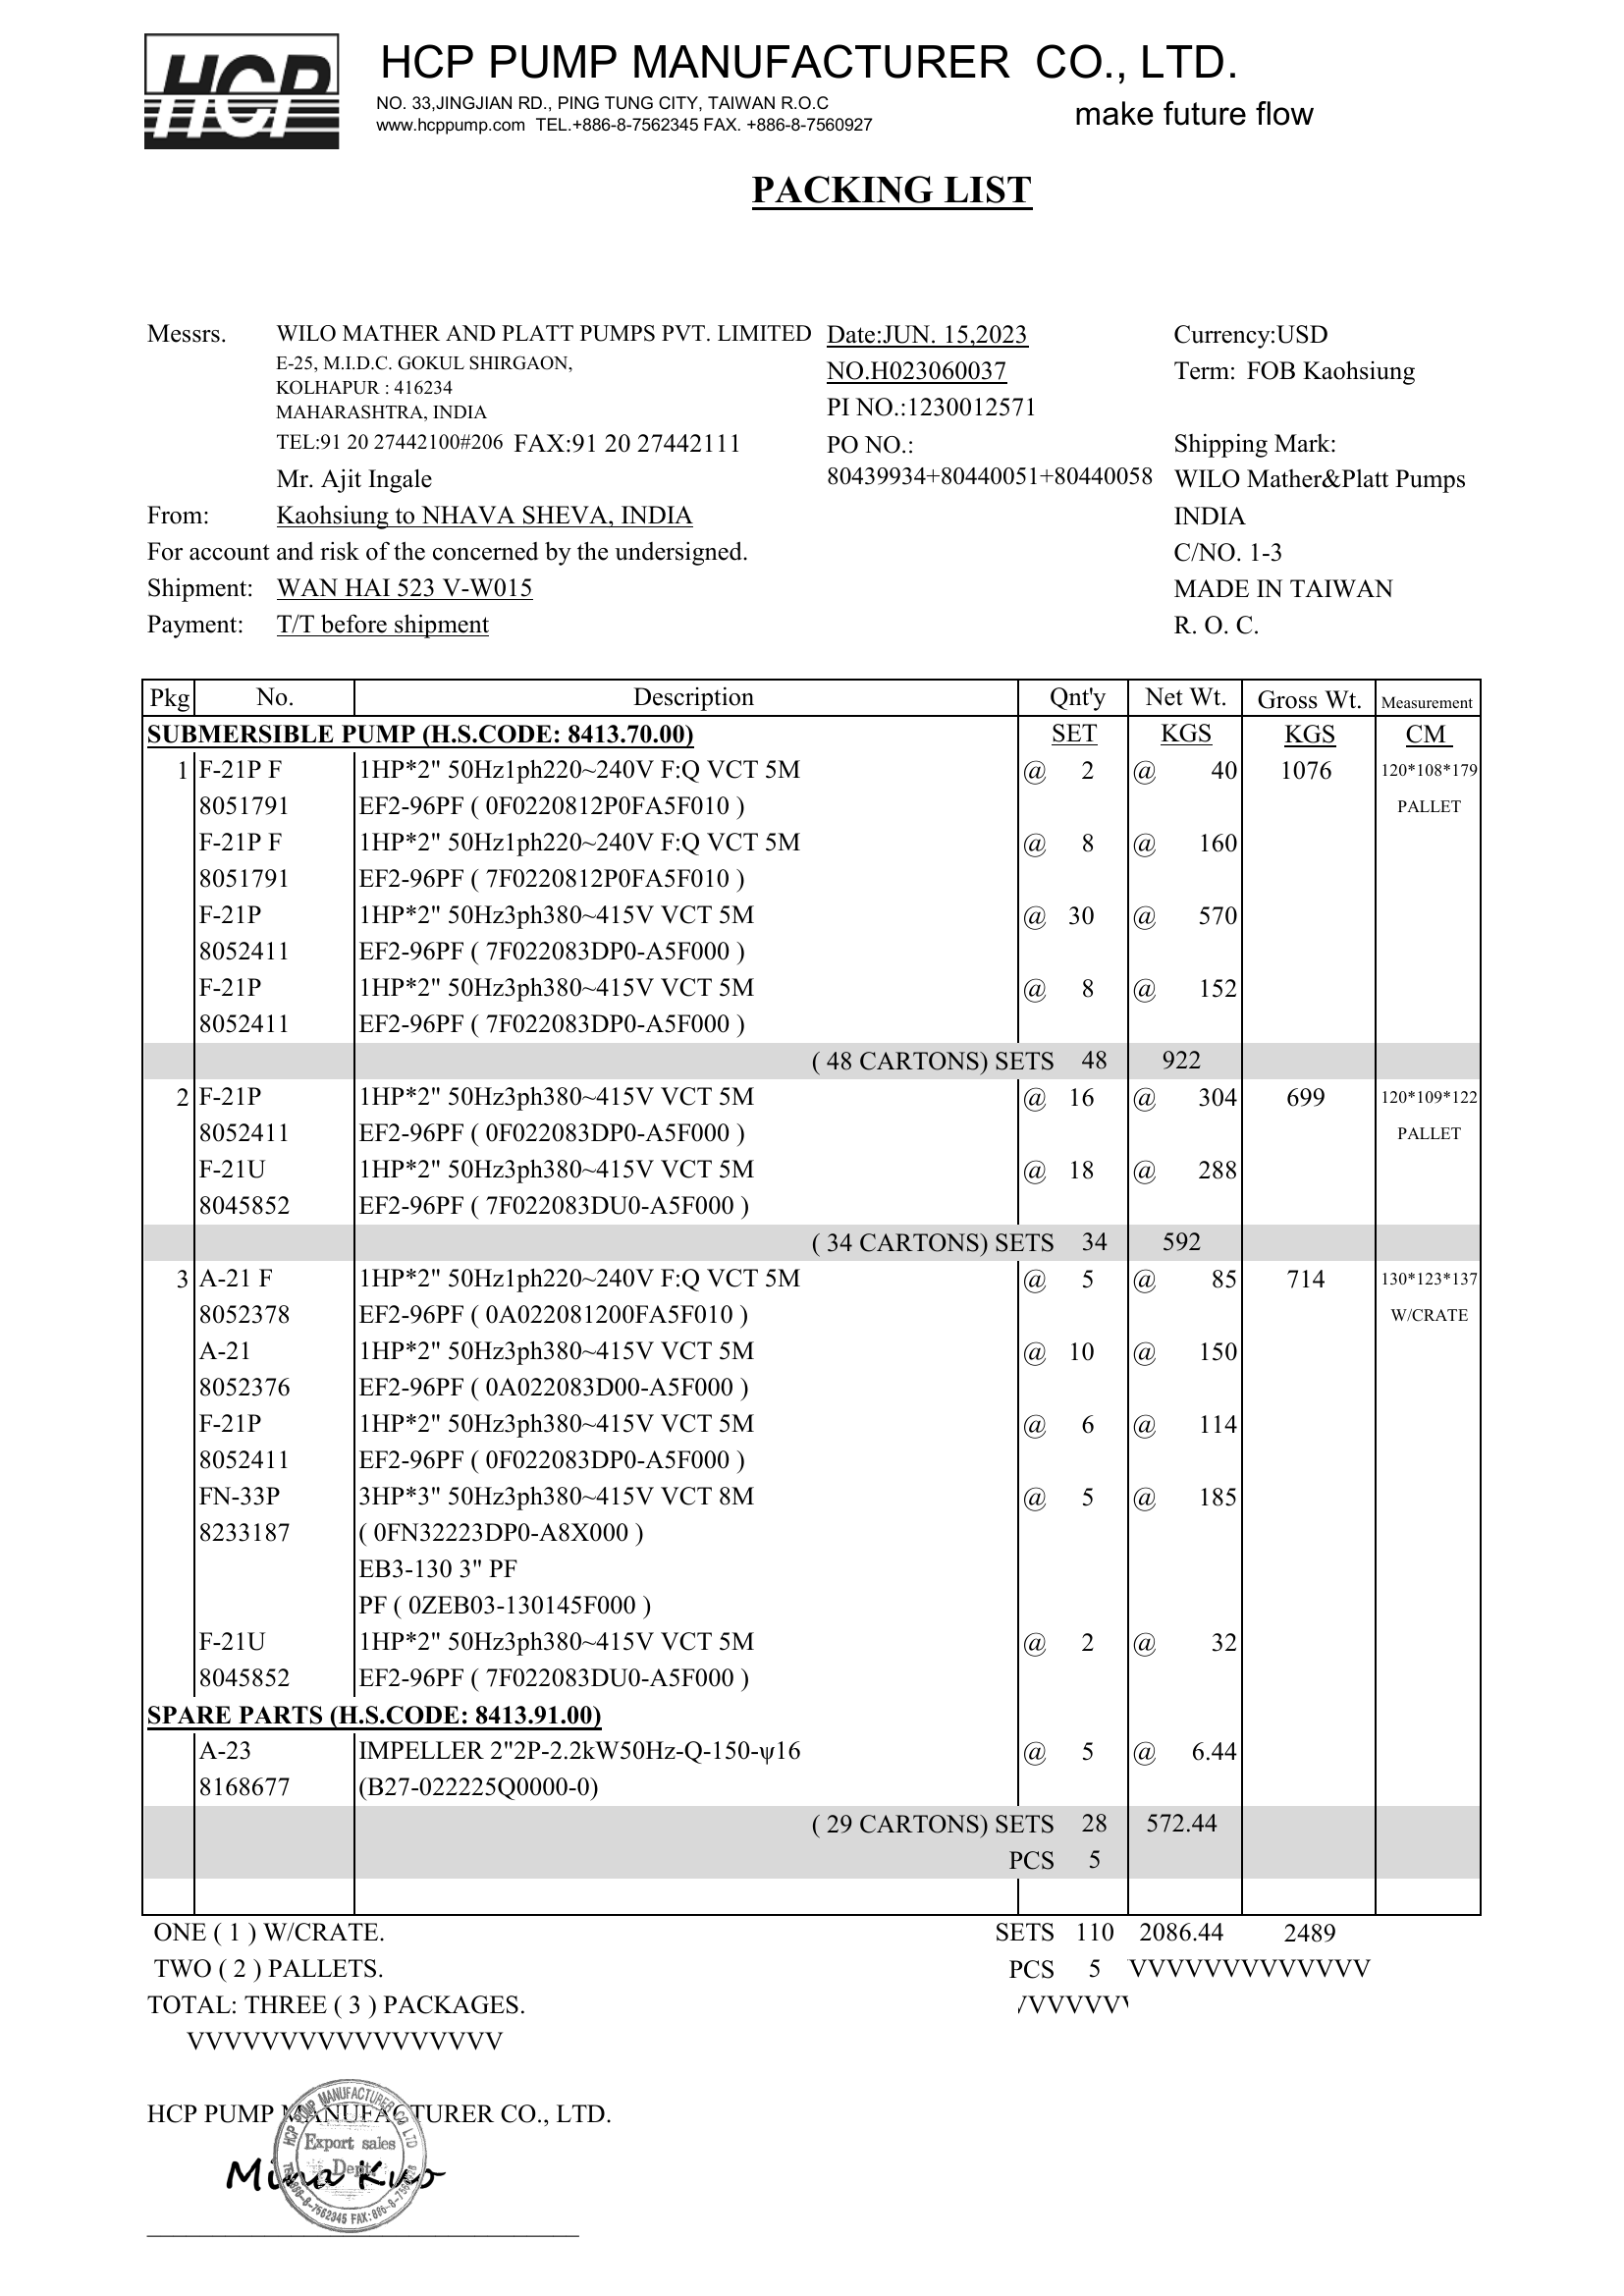 HCP
HCP PUMP MANUFACTURER CO., LTD.
NO. 33,JINGJIAN RD., PING TUNG CITY, TAIWAN R.O.C
www.hcppump.com TEL.+886-8-7562345 FAX. +886-8-7560927
make future flow
PACKING LIST
Messrs. WILO MATHER AND PLATT PUMPS PVT. LIMITED Date:JUN. 15,2023 Currency:USD
E-25, M.I.D.C. GOKUL SHIRGAON,
KOLHAPUR : 416234
MAHARASHTRA, INDIA
NO.H023060037 Term: FOB Kaohsiung
PI NO.:1230012571
TEL:91 20 27442100#206 FAX:91 20 27442111 PO NO.: Shipping Mark:
Mr. Ajit Ingale 80439934+80440051+80440058 WILO Mather&Platt Pumps
From: Kaohsiung to NHAVA SHEVA, INDIA INDIA
For account and risk of the concerned by the undersigned. C/NO. 1-3
Shipment: WAN HAI 523 V-W015 MADE IN TAIWAN
Payment: T/T before shipment R. O. C.
Pkg No. Description Qnt'y Net Wt. Gross Wt. Measurement
SUBMERSIBLE PUMP (H.S.CODE: 8413.70.00) SET KGS KGS CM
1 F-21P F 1HP*2" 50Hz1ph220~240V F:Q VCT 5M @ 2 @ 40 1076 120*108*179
8051791 EF2-96PF ( 0F0220812P0FA5F010 ) PALLET
F-21P F 1HP*2" 50Hz1ph220~240V F:Q VCT 5M @ 8 @ 160
8051791 EF2-96PF ( 7F0220812P0FA5F010 )
F-21P 1HP*2" 50Hz3ph380~415V VCT 5M @ 30 @ 570
8052411 EF2-96PF ( 7F022083DP0-A5F000 )
F-21P 1HP*2" 50Hz3ph380~415V VCT 5M @ 8 @ 152
8052411 EF2-96PF ( 7F022083DP0-A5F000 )
( 48 CARTONS) SETS 48 922
2 F-21P 1HP*2" 50Hz3ph380~415V VCT 5M @ 16 @ 304 699 120*109*122
8052411 EF2-96PF ( 0F022083DP0-A5F000 ) PALLET
F-21U 1HP*2" 50Hz3ph380~415V VCT 5M @ 18 @ 288
8045852 EF2-96PF ( 7F022083DU0-A5F000 )
( 34 CARTONS) SETS 34 592
3 A-21 F 1HP*2" 50Hz1ph220~240V F:Q VCT 5M @ 5 @ 85 714 130*123*137
8052378 EF2-96PF ( 0A022081200FA5F010 ) W/CRATE
A-21 1HP*2" 50Hz3ph380~415V VCT 5M @ 10 @ 150
8052376 EF2-96PF ( 0A022083D00-A5F000 )
F-21P 1HP*2" 50Hz3ph380~415V VCT 5M @ 6 @ 114
8052411 EF2-96PF ( 0F022083DP0-A5F000 )
FN-33P 3HP*3" 50Hz3ph380~415V VCT 8M @ 5 @ 185
8233187 ( 0FN32223DP0-A8X000 )
EB3-130 3" PF
PF ( 0ZEB03-130145F000 )
F-21U 1HP*2" 50Hz3ph380~415V VCT 5M @ 2 @ 32
8045852 EF2-96PF ( 7F022083DU0-A5F000 )
SPARE PARTS (H.S.CODE: 8413.91.00)
A-23 IMPELLER 2"2P-2.2kW50Hz-Q-150-ψ16 @ 5 @ 6.44
8168677 (B27-022225Q0000-0)
( 29 CARTONS) SETS 28 572.44
PCS 5
ONE ( 1 ) W/CRATE. SETS 110 2086.44 2489
TWO ( 2 ) PALLETS. PCS 5 VVVVVVVVVVVVV
TOTAL: THREE ( 3 ) PACKAGES. VVVVVVV
VVVVVVVVVVVVVVVVV
HCP PUMP MANUFACTURER CO., LTD.
HCP PUMP MANUFACTURER CO LTD
Export sales
Dept.
Mina Kuo